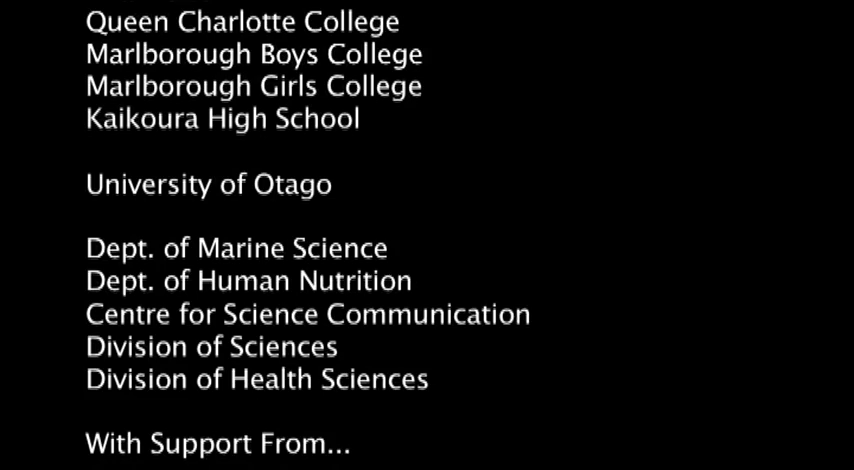 Queen Charlotte College
Marlborough Boys College
Marlborough Girls College
Kaikoura High School
University of Otago
Dept. of Marine Science
Dept. of Human Nutrition
Centre for Science Communication
Division of Sciences
Division of Health Sciences
With Support From...